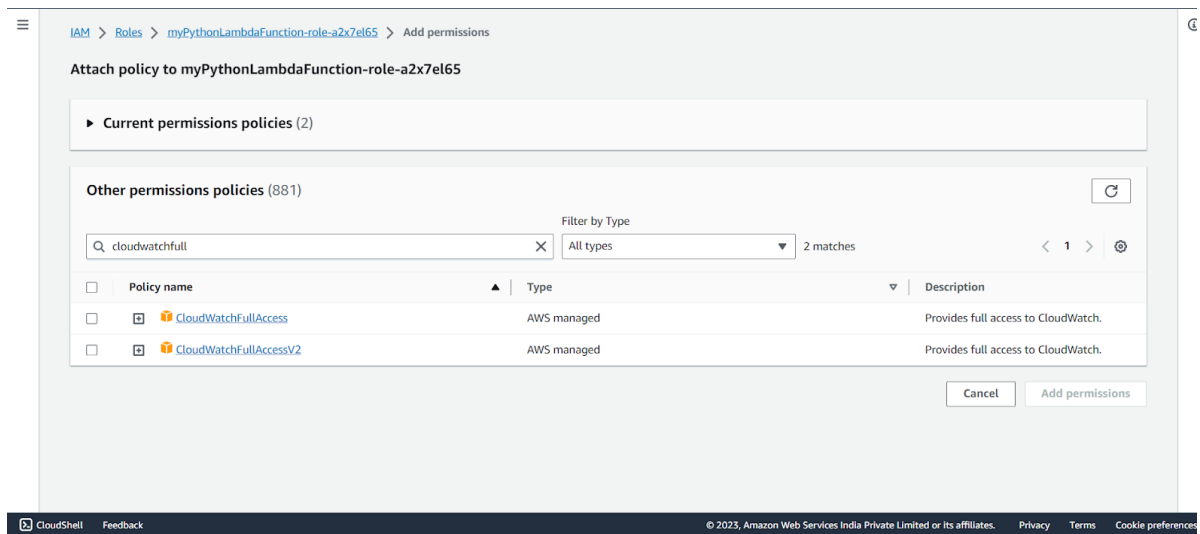 IAM > Roles > myPythonLambdaFunction-role-a2x7el65 > Add permissions
Attach policy to myPythonLambdaFunction-role-a2x7el65
Current permissions policies (2)
Other permissions policies (881)
Filter by Type
cloudwatchfull All types 2 matches 1
Policy name Type Description
CloudWatchFullAccess AWS managed Provides full access to CloudWatch.
CloudWatchFullAccessV2 AWS managed Provides full access to CloudWatch.
Cancel Add permissions
CloudShell Feedback © 2023, Amazon Web Services India Private Limited or its affiliates. Privacy Terms Cookie preferences